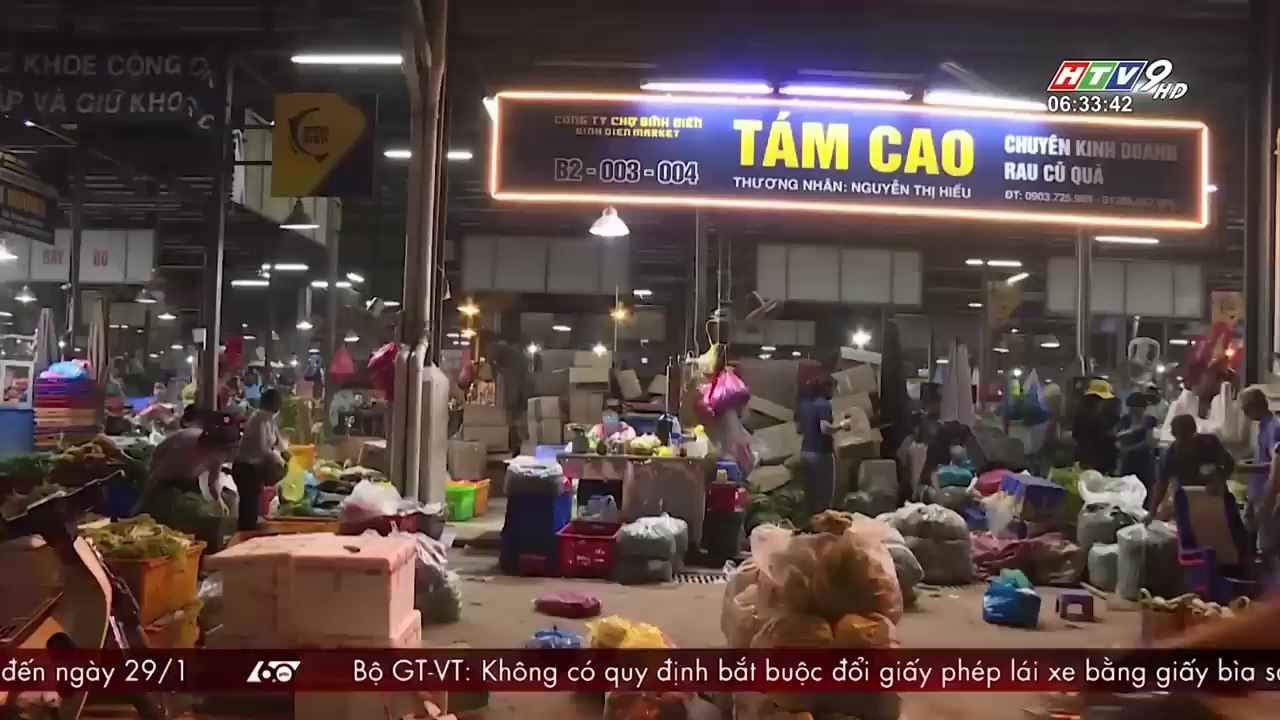 KHOE CÔNG
VÀ GIỮ KHO
HTV9 HD
06:33:42
CÔNG TY CHỢ BÌNH ĐIỀN
BINH DIEN MARKET
B2 - 003 - 004
TÁM CAO
THƯƠNG NHÂN: NGUYỄN THỊ HIẾU
CHUYÊN KINH DOANH
RAU CỦ QUẢ
ĐT: 0903.725.989
đến ngày 29/1
Bộ GT-VT: Không có quy định bắt buộc đổi giấy phép lái xe bằng giấy bìa